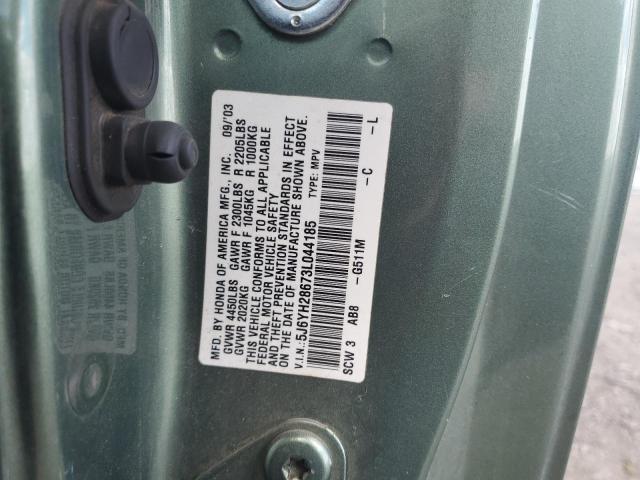 MFD. BY HONDA OF AMERICA MFG., INC. 09/'03
GVWR 4450LBS GAWR F 2300LBS R 2205LBS
GVWR 2020KG GAWR F 1045KG R 1000KG
THIS VEHICLE CONFORMS TO ALL APPLICABLE
FEDERAL MOTOR VEHICLE SAFETY
AND THEFT PREVENTION STANDARDS IN EFFECT
ON THE DATE OF MANUFACTURE SHOWN ABOVE.
V.I.N.: 5J6YH28673L044185 TYPE: MPV
SCW 3 AB8 -G511M -C -L